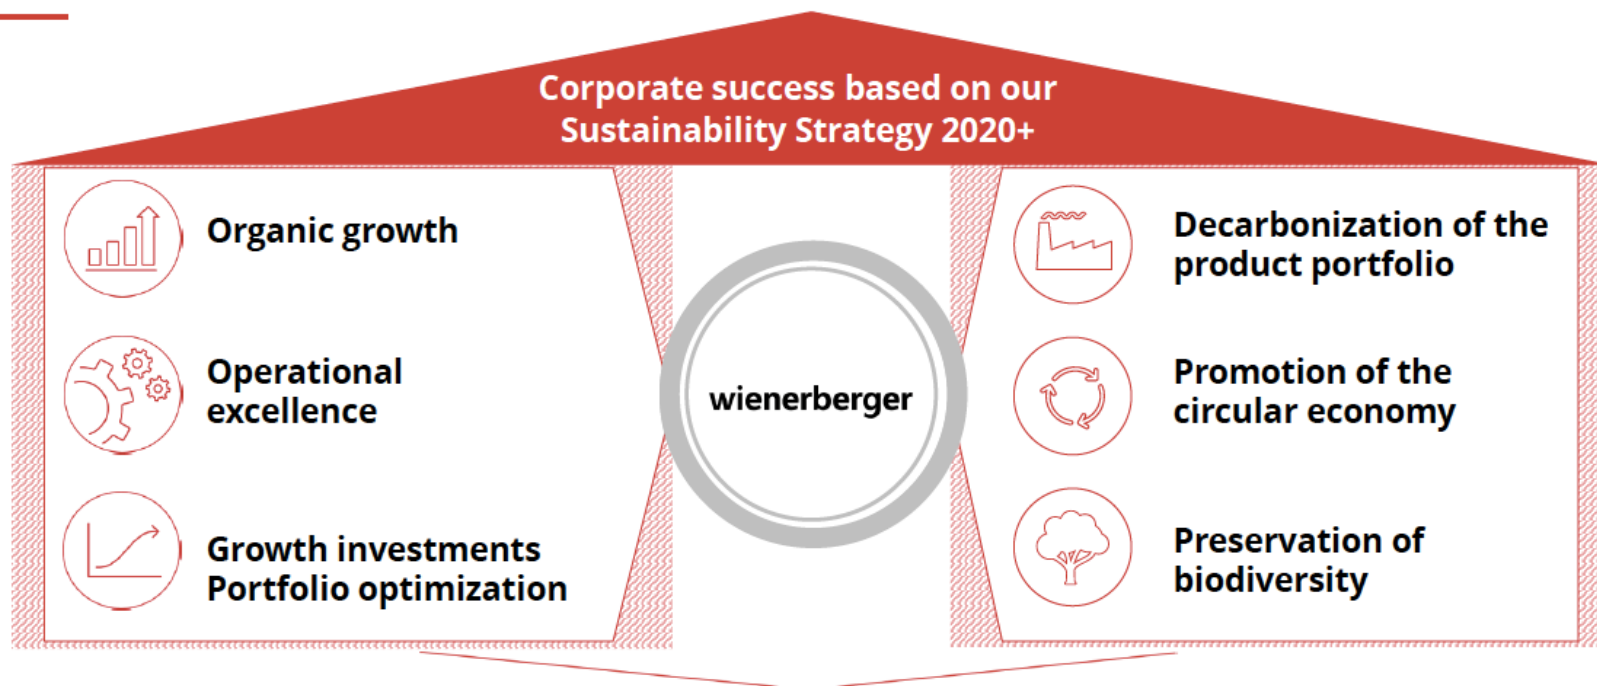 Corporate success based on our
Sustainability Strategy 2020+
Organic growth
Operational
excellence
Growth investments
Portfolio optimization
wienerberger
Decarbonization of the
product portfolio
Promotion of the
circular economy
Preservation of
biodiversity